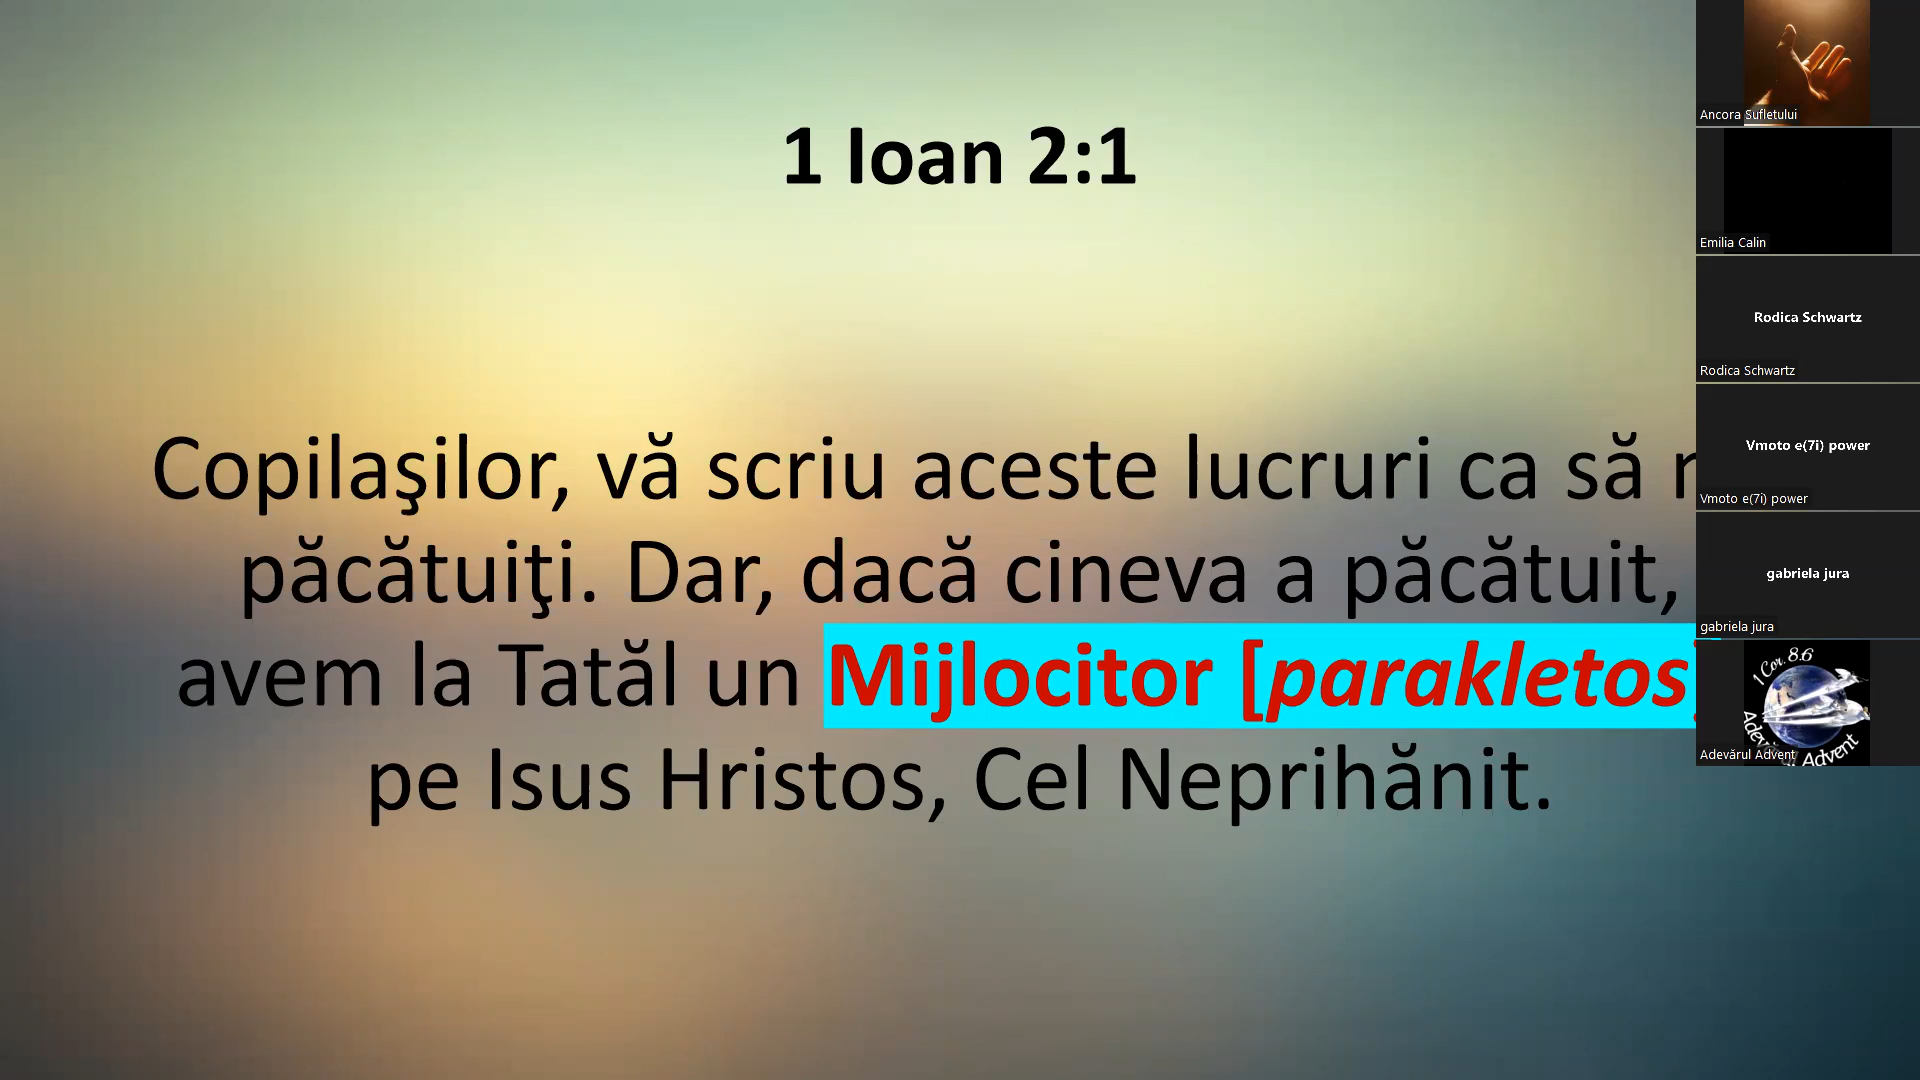 1 Ioan 2:1
Copilaşilor, vă scriu aceste lucruri ca să
păcătuiţi. Dar, dacă cineva a păcătuit,
avem la Tatăl un Mijlocitor [parakletos]
pe Isus Hristos, Cel Neprihănit.
Ancora Sufletului
Emilia Calin
Rodica Schwartz
Rodica Schwartz
Vmoto e(7i) power
Vmoto e(7i) power
gabriela jura
gabriela jura
1 Cor. 8.6
Adevărul Advent
Adevărul Advent